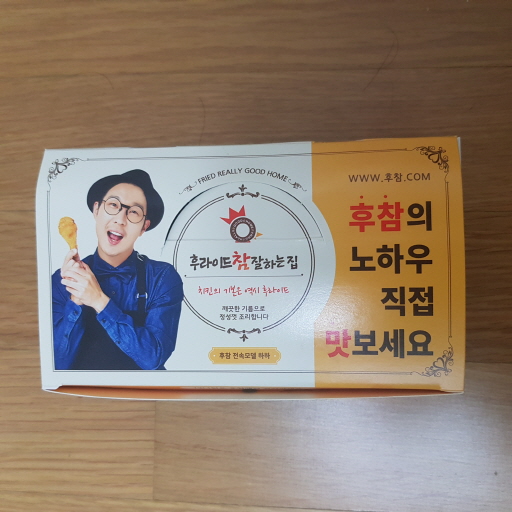 FRIED REALLY GOOD HOME
후라이드참잘하는집
치킨의 기본은 역시 후라이드
깨끗한 기름으로
정성껏 조리합니다
후참 전속모델 하하
WWW.후참.COM
후참의
노하우
직접
맛보세요